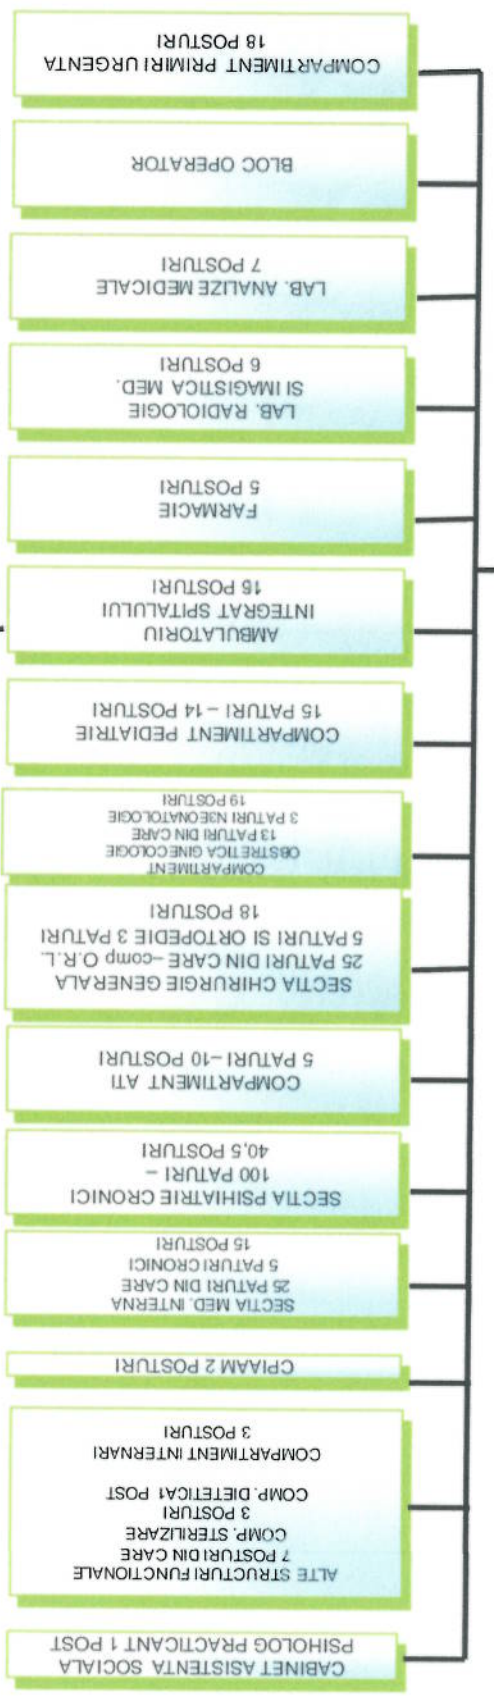 CABINET ASISTENTA SOCIALA
PSIHOLOG PRACTICANT 1 POST
ALTE STRUCTURI FUNCTIONALE
7 POSTURI DIN CARE
COMP. STERILIZARE
3 POSTURI
COMP. DIETETICA1 POST
COMPARTIMENT INTERNARI
3 POSTURI
CPIAAM 2 POSTURI
SECTIA MED. INTERNA
25 PATURI DIN CARE
5 PATURI CRONICI
15 POSTURI
SECTIA PSIHIATRIE CRONICI
100 PATURI –
40,5 POSTURI
COMPARTIMENT ATI
5 PATURI –10 POSTURI
SECTIA CHIRURGIE GENERALA
25 PATURI DIN CARE –comp O.R.L.
5 PATURI SI ORTOPEDIE 3 PATURI
18 POSTURI
COMPARTIMENT
OBSTRETICA GINECOLOGIE
13 PATURI DIN CARE
3 PATURI N3EONATOLOGIE
19 POSTURI
COMPARTIMENT PEDIATRIE
15 PATURI – 14 POSTURI
AMBULATORIU
INTEGRAT SPITALULUI
16 POSTURI
FARMACIE
5 POSTURI
LAB. RADIOLOGIE
SI IMAGISTICA MED.
6 POSTURI
LAB. ANALIZE MEDICALE
7 POSTURI
BLOC OPERATOR
COMPARTIMENT PRIMIRI URGENTA
18 POSTURI